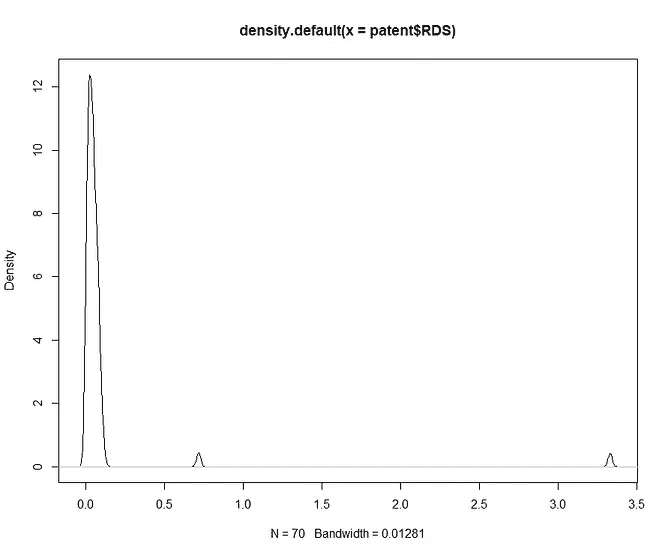 density.default(x = patent$RDS)
12
10
8
6
4
2
0
Density
0.0 0.5 1.0 1.5 2.0 2.5 3.0 3.5
N = 70 Bandwidth = 0.01281